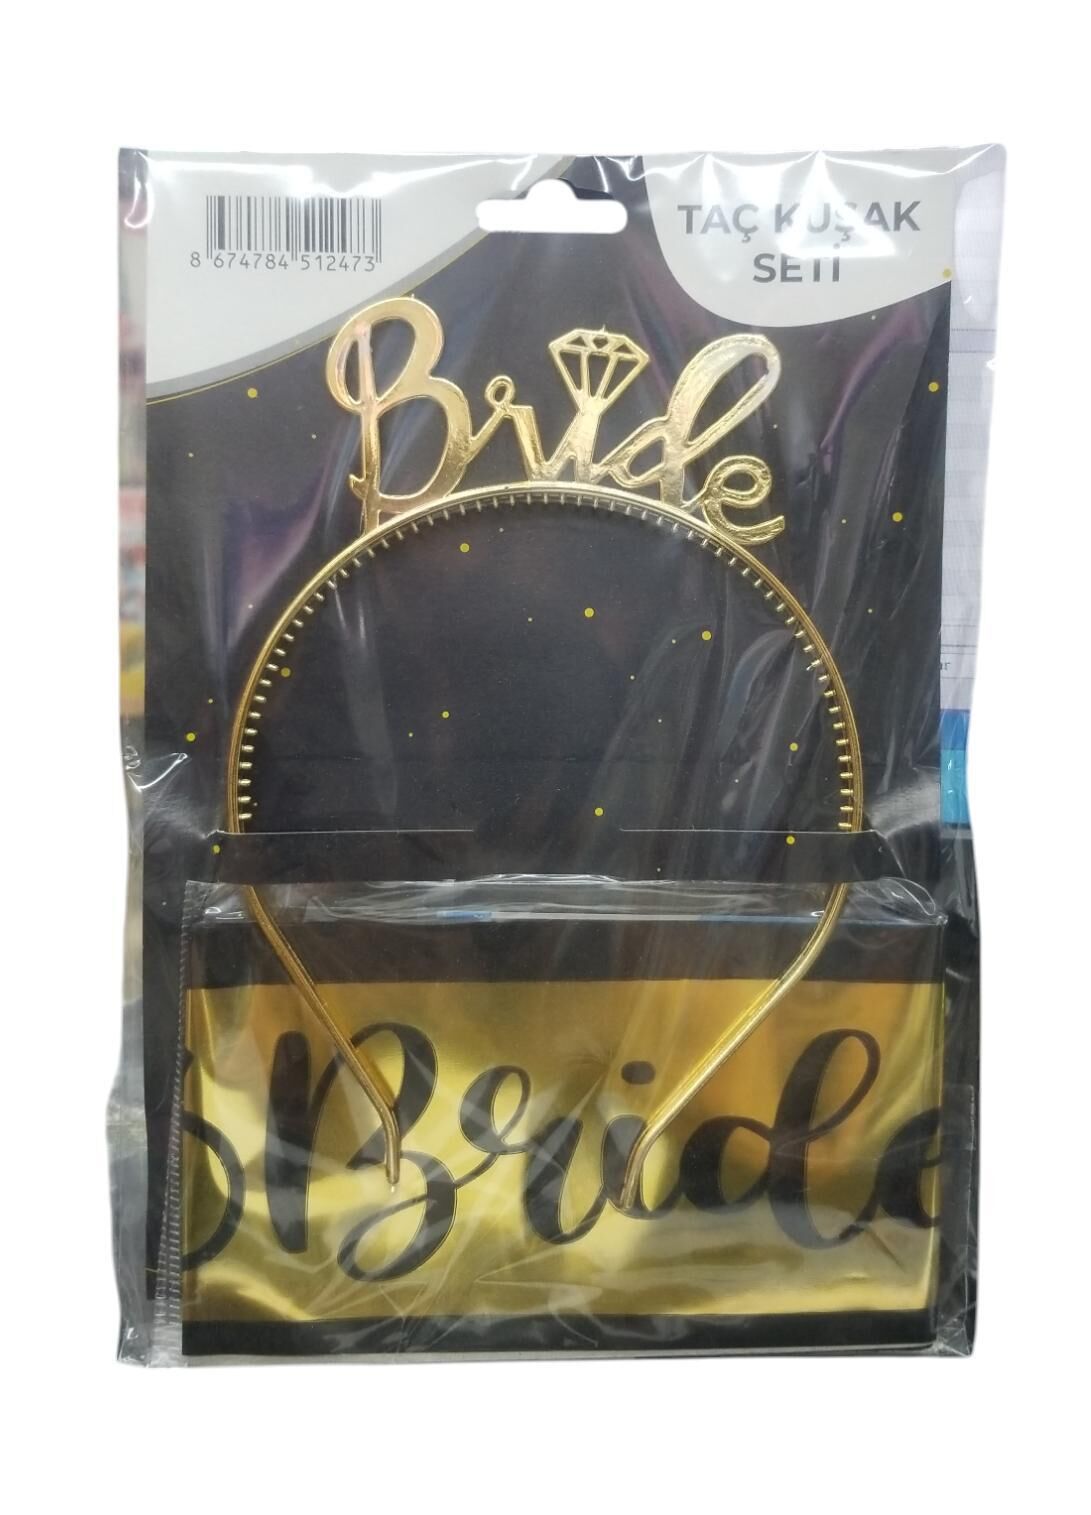 8 674784 512473
TAÇ KUŞAK
SETİ
Bride
Bride